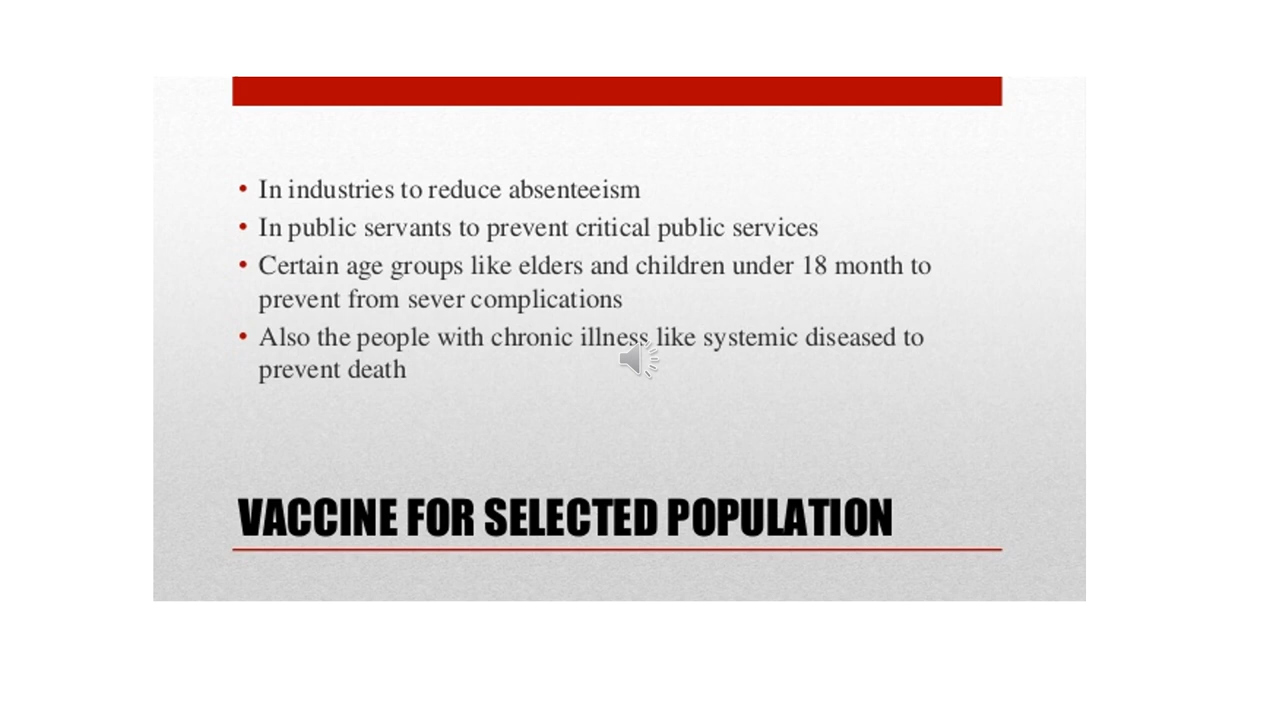 • In industries to reduce absenteeism
• In public servants to prevent critical public services
• Certain age groups like elders and children under 18 month to
prevent from sever complications
• Also the people with chronic illness like systemic diseased to
prevent death
VACCINE FOR SELECTED POPULATION